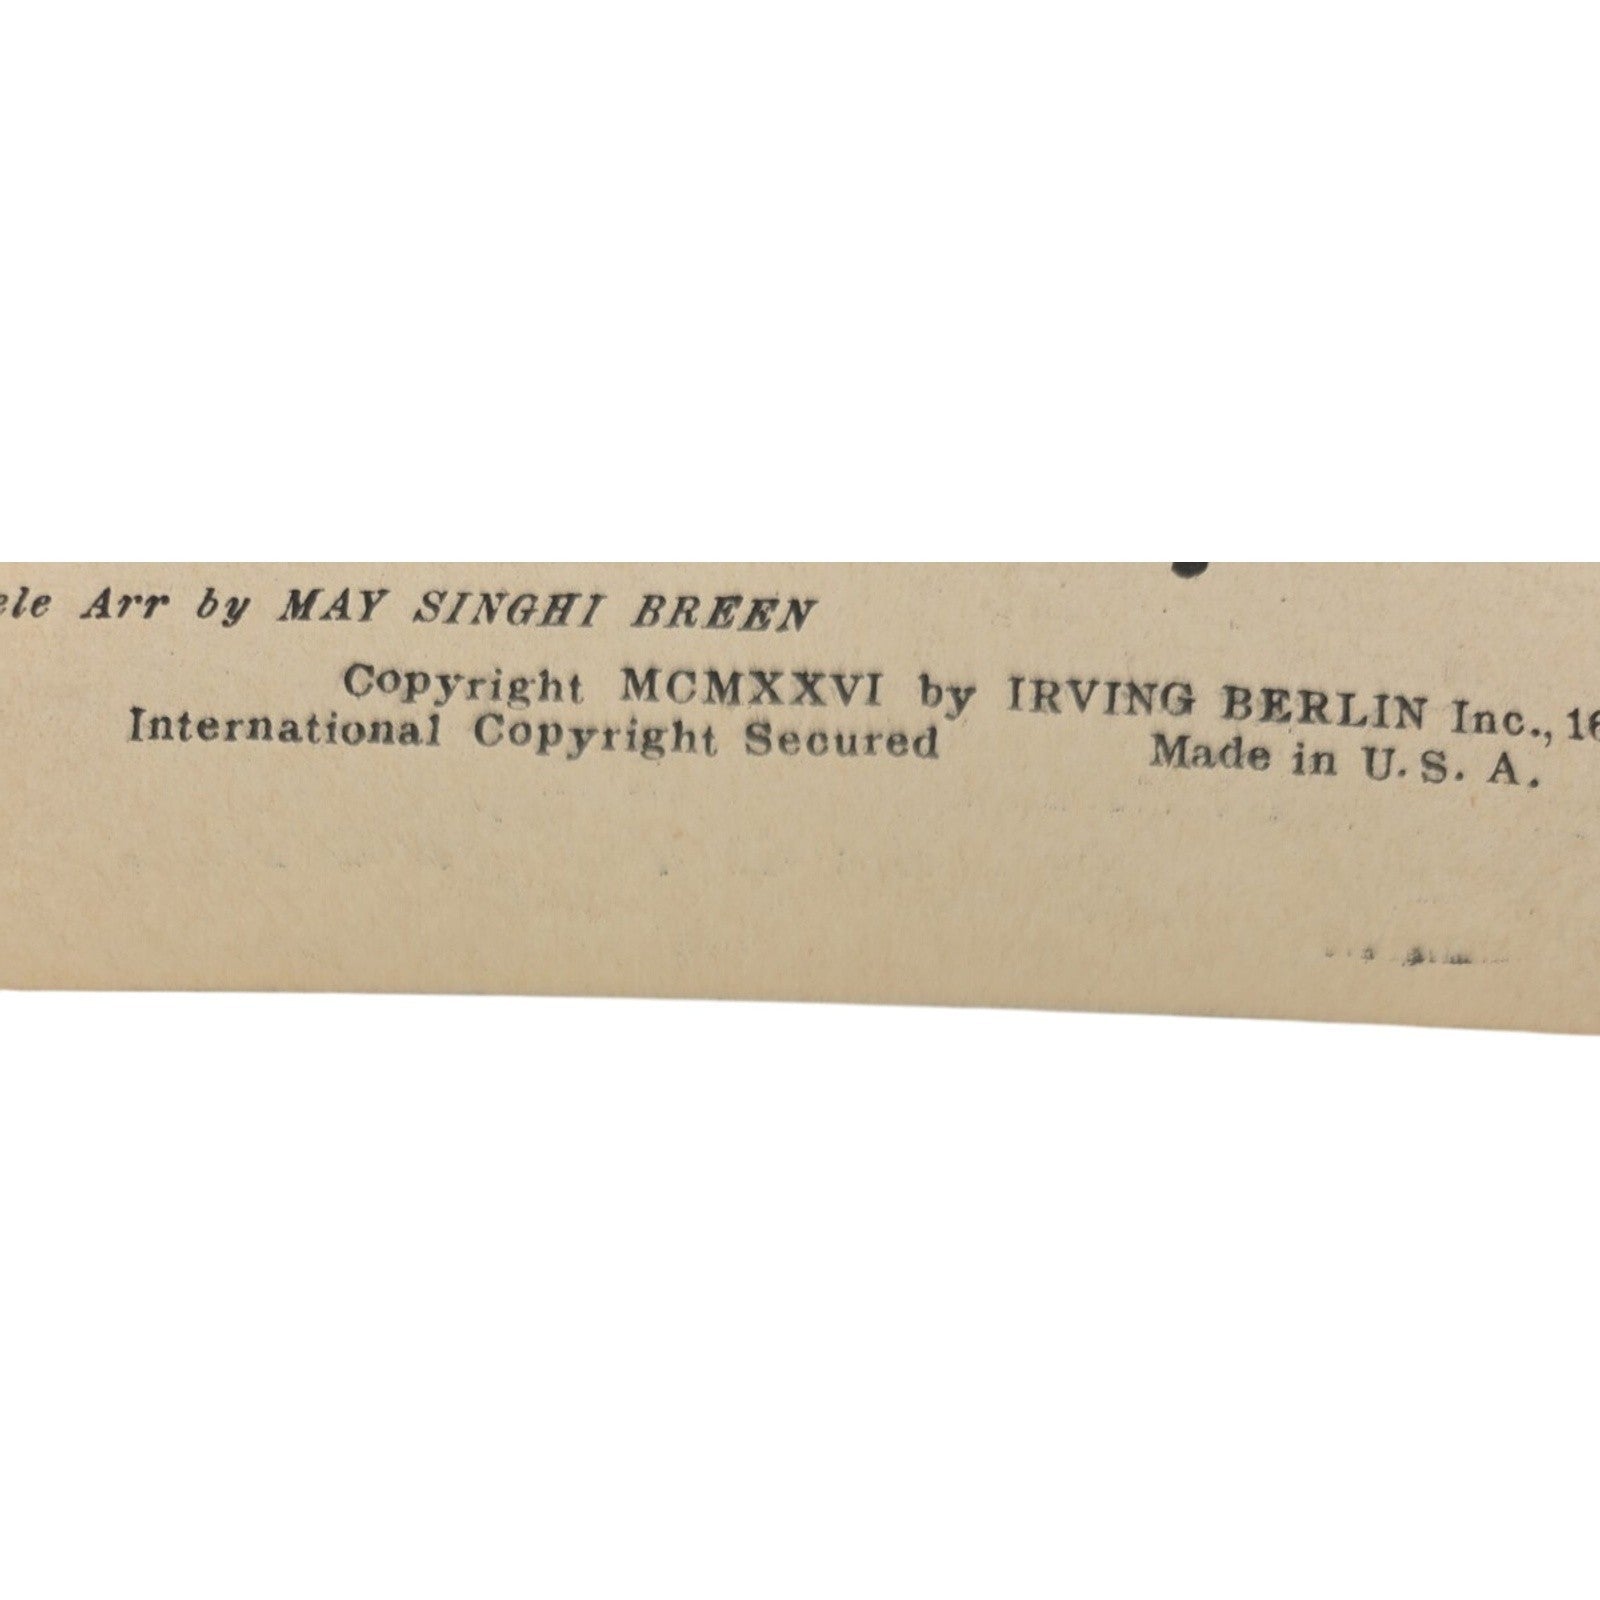 ele Arr by MAY SINGHI BREEN
Copyright MCMXXVI by IRVING BERLIN Inc., 16
International Copyright Secured Made in U. S. A.